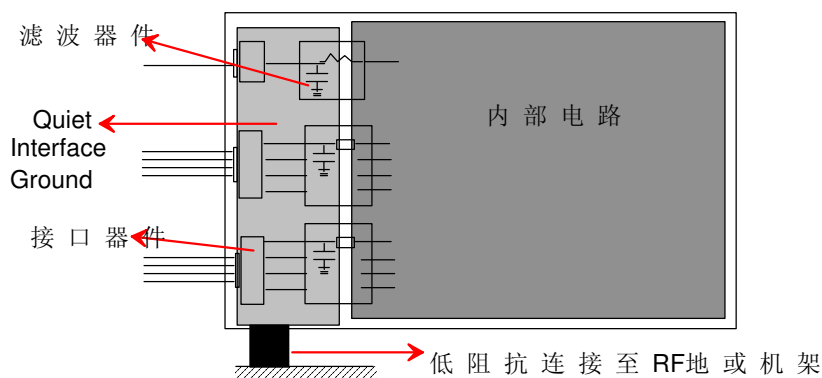 滤波器件
内部电路
Quiet
Interface
Ground
接口器件
低阻抗连接至 RF地或机架